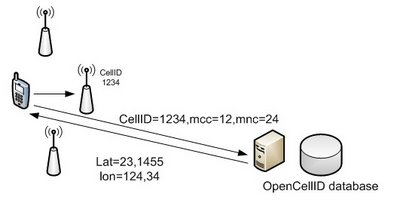 CellID
1234
CellID=1234,mcc=12,mnc=24
Lat=23,1455
lon=124,34
OpenCellID database